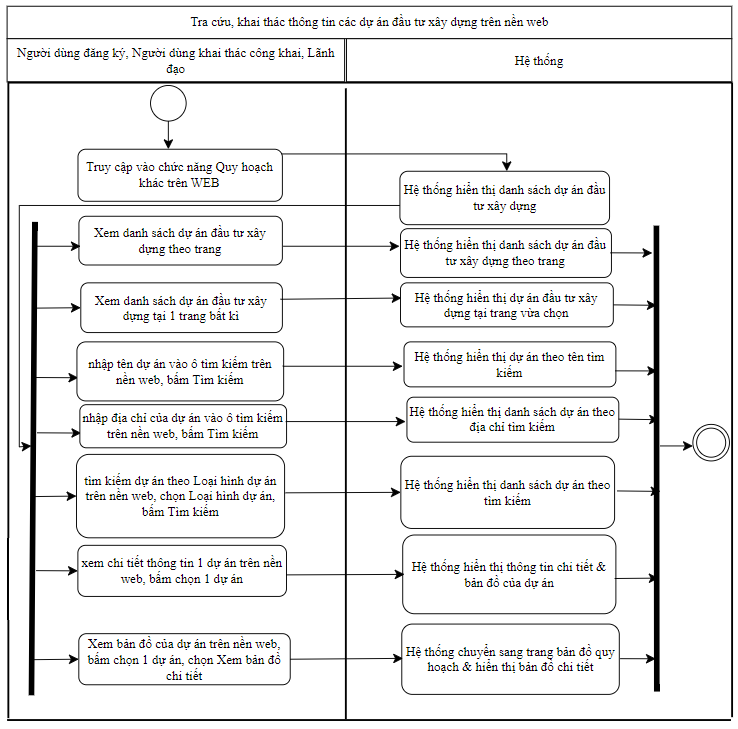 Tra cứu, khai thác thông tin các dự án đầu tư xây dựng trên nền web
Người dùng đăng ký, Người dùng khai thác công khai, Lãnh
đạo
Hệ thống
Truy cập vào chức năng Quy hoạch
khác trên WEB
Hệ thống hiển thị danh sách dự án đầu
tư xây dựng
Xem danh sách dự án đầu tư xây
dựng theo trang
Hệ thống hiển thị danh sách dự án đầu
tư xây dựng theo trang
Xem danh sách dự án đầu tư xây
dựng tại 1 trang bất kì
Hệ thống hiển thị dự án đầu tư xây
dựng tại trang vừa chọn
nhập tên dự án vào ô tìm kiếm trên
nền web, bấm Tìm kiếm
Hệ thống hiển thị dự án theo tên tìm
kiếm
nhập địa chỉ của dự án vào ô tìm kiếm
trên nền web, bấm Tìm kiếm
Hệ thống hiển thị danh sách dự án theo
địa chỉ tìm kiếm
tìm kiếm dự án theo Loại hình dự án
trên nền web, chọn Loại hình dự án,
bấm Tìm kiếm
Hệ thống hiển thị danh sách dự án theo
tìm kiếm
xem chi tiết thông tin 1 dự án trên nền
web, bấm chọn 1 dự án
Hệ thống hiển thị thông tin chi tiết &
bản đồ của dự án
Xem bản đồ của dự án trên nền web,
bấm chọn 1 dự án, chọn Xem bản đồ
chi tiết
Hệ thống chuyển sang trang bản đồ quy
hoạch & hiển thị bản đồ chi tiết